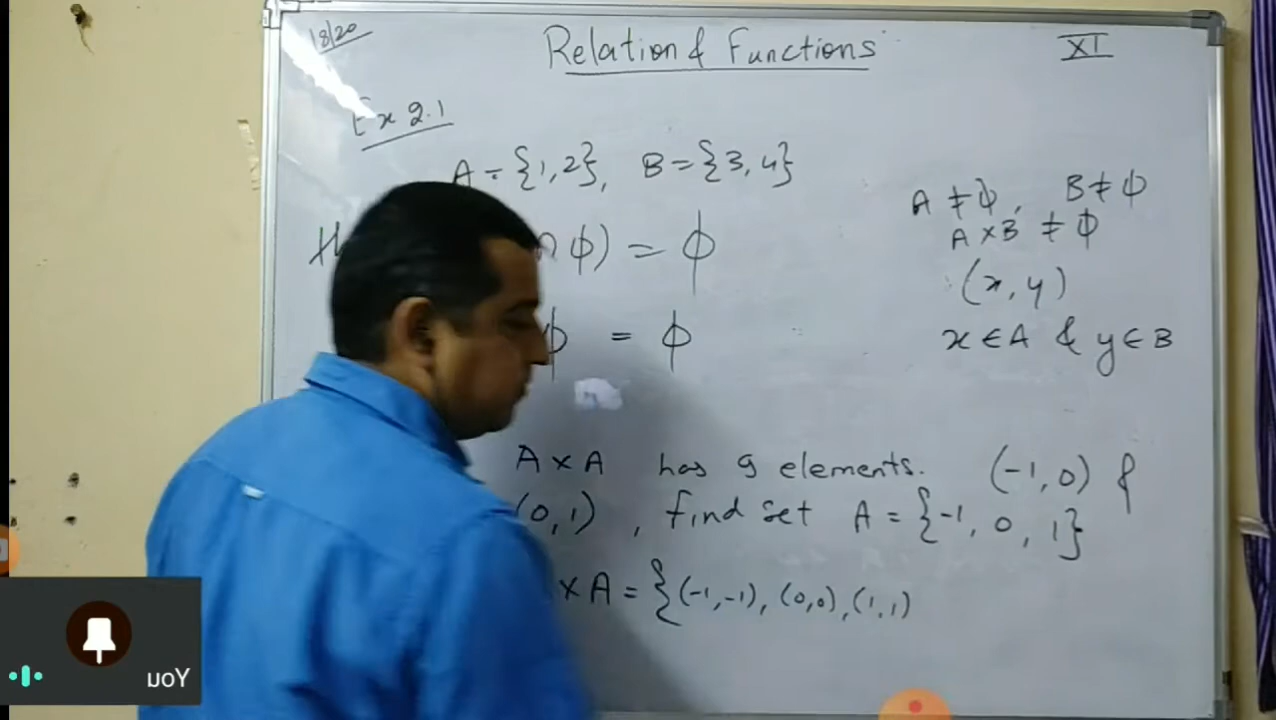 18/20
Relation & Functions
XI
Ex 2.1
A = {1,2}, B = {3,4}
∩ φ) = φ
φ = φ
A ≠ φ, B ≠ φ
A × B ≠ φ
(x, y)
x ∈ A & y ∈ B
A × A has 9 elements. (-1, 0) &
(0, 1) , find set A = {-1, 0, 1}
× A = {(-1,-1), (0,0), (1,1)
You